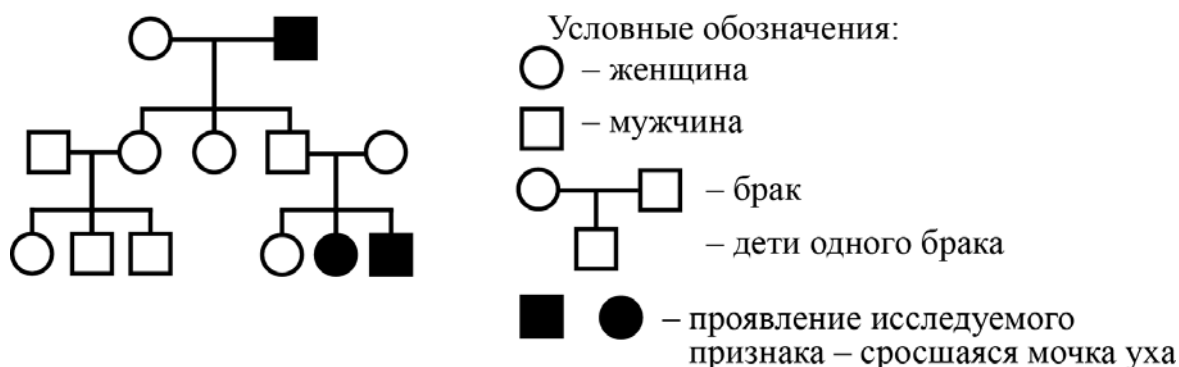 Условные обозначения:
– женщина
– мужчина
– брак
– дети одного брака
– проявление исследуемого
признака – сросшаяся мочка уха